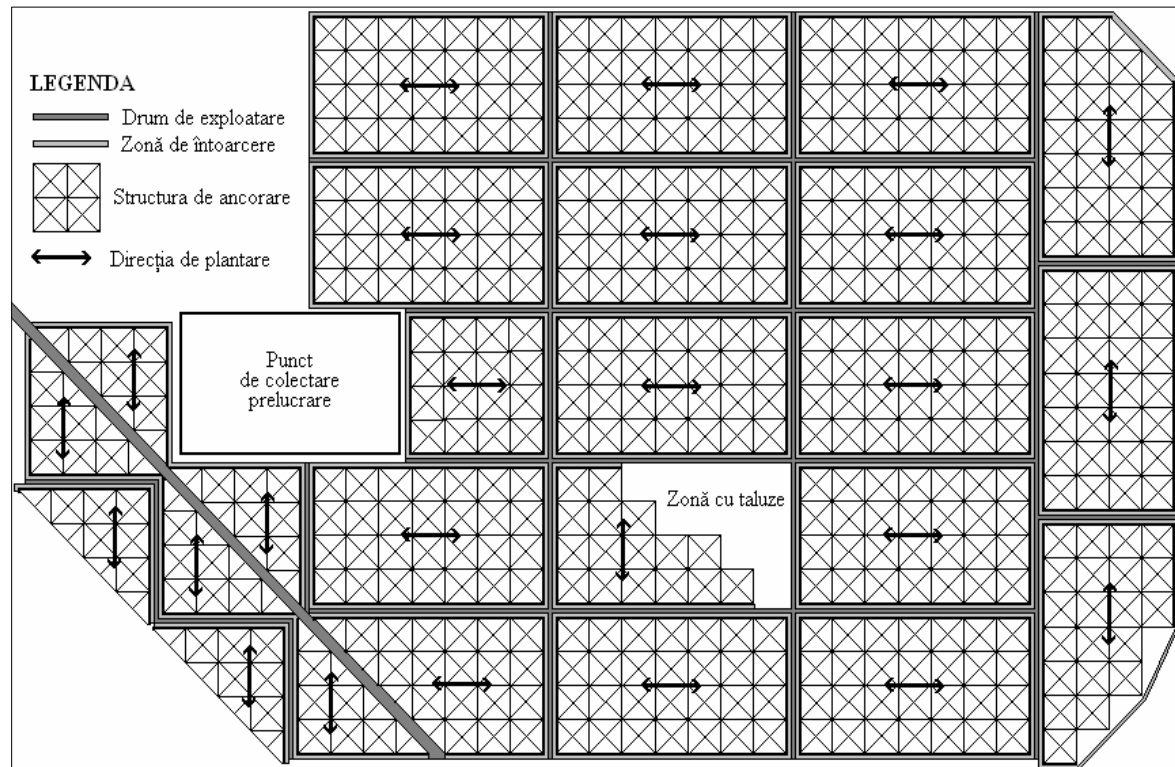 LEGENDA
Drum de exploatare
Zonă de întoarcere
Structura de ancorare
Direcția de plantare
Punct
de colectare
prelucrare
Zonă cu taluze